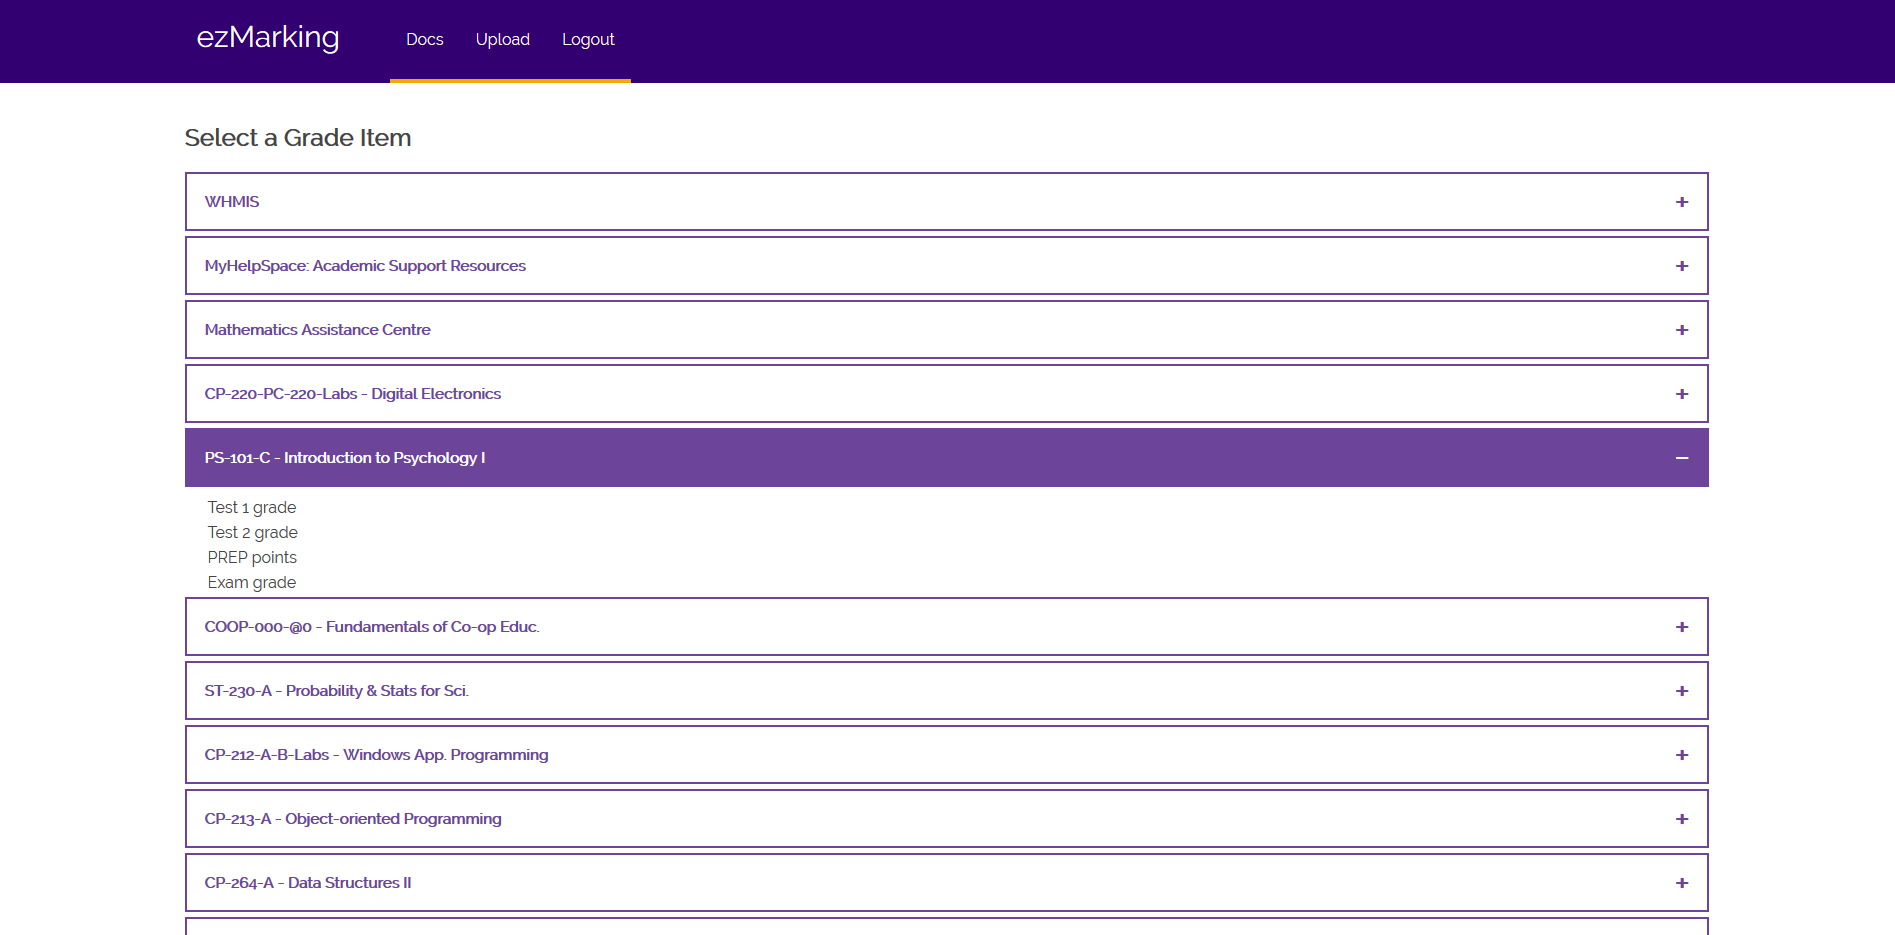 ezMarking Docs Upload Logout
Select a Grade Item
WHMIS +
MyHelpSpace: Academic Support Resources +
Mathematics Assistance Centre +
CP-220-PC-220-Labs - Digital Electronics +
PS-101-C - Introduction to Psychology I −
Test 1 grade
Test 2 grade
PREP points
Exam grade
COOP-000-@0 - Fundamentals of Co-op Educ. +
ST-230-A - Probability & Stats for Sci. +
CP-212-A-B-Labs - Windows App. Programming +
CP-213-A - Object-oriented Programming +
CP-264-A - Data Structures II +